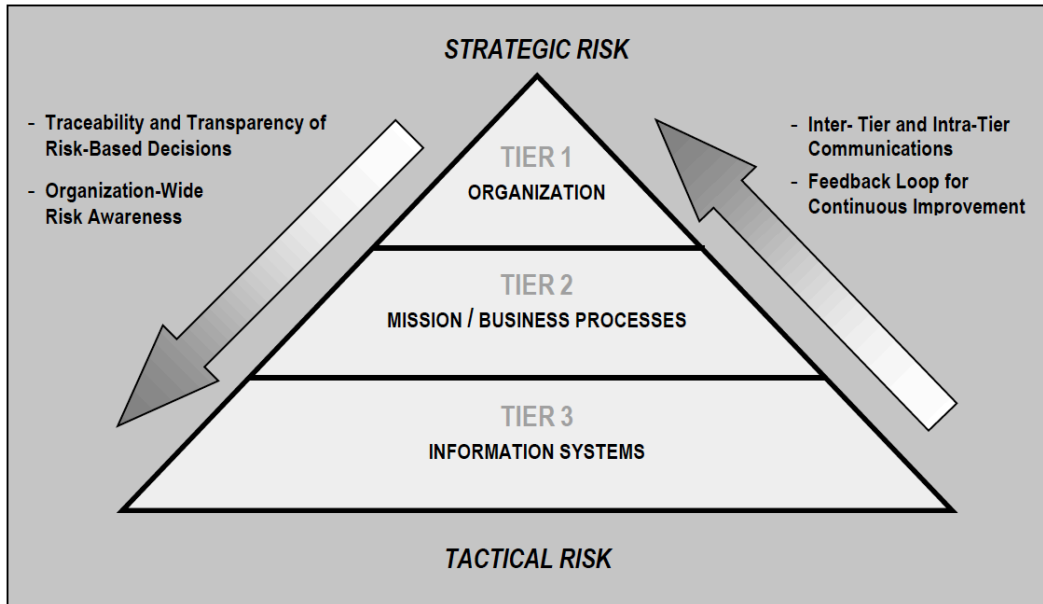 STRATEGIC RISK
- Traceability and Transparency of
Risk-Based Decisions
- Organization-Wide
Risk Awareness
- Inter- Tier and Intra-Tier
Communications
- Feedback Loop for
Continuous Improvement
TIER 1
ORGANIZATION
TIER 2
MISSION / BUSINESS PROCESSES
TIER 3
INFORMATION SYSTEMS
TACTICAL RISK